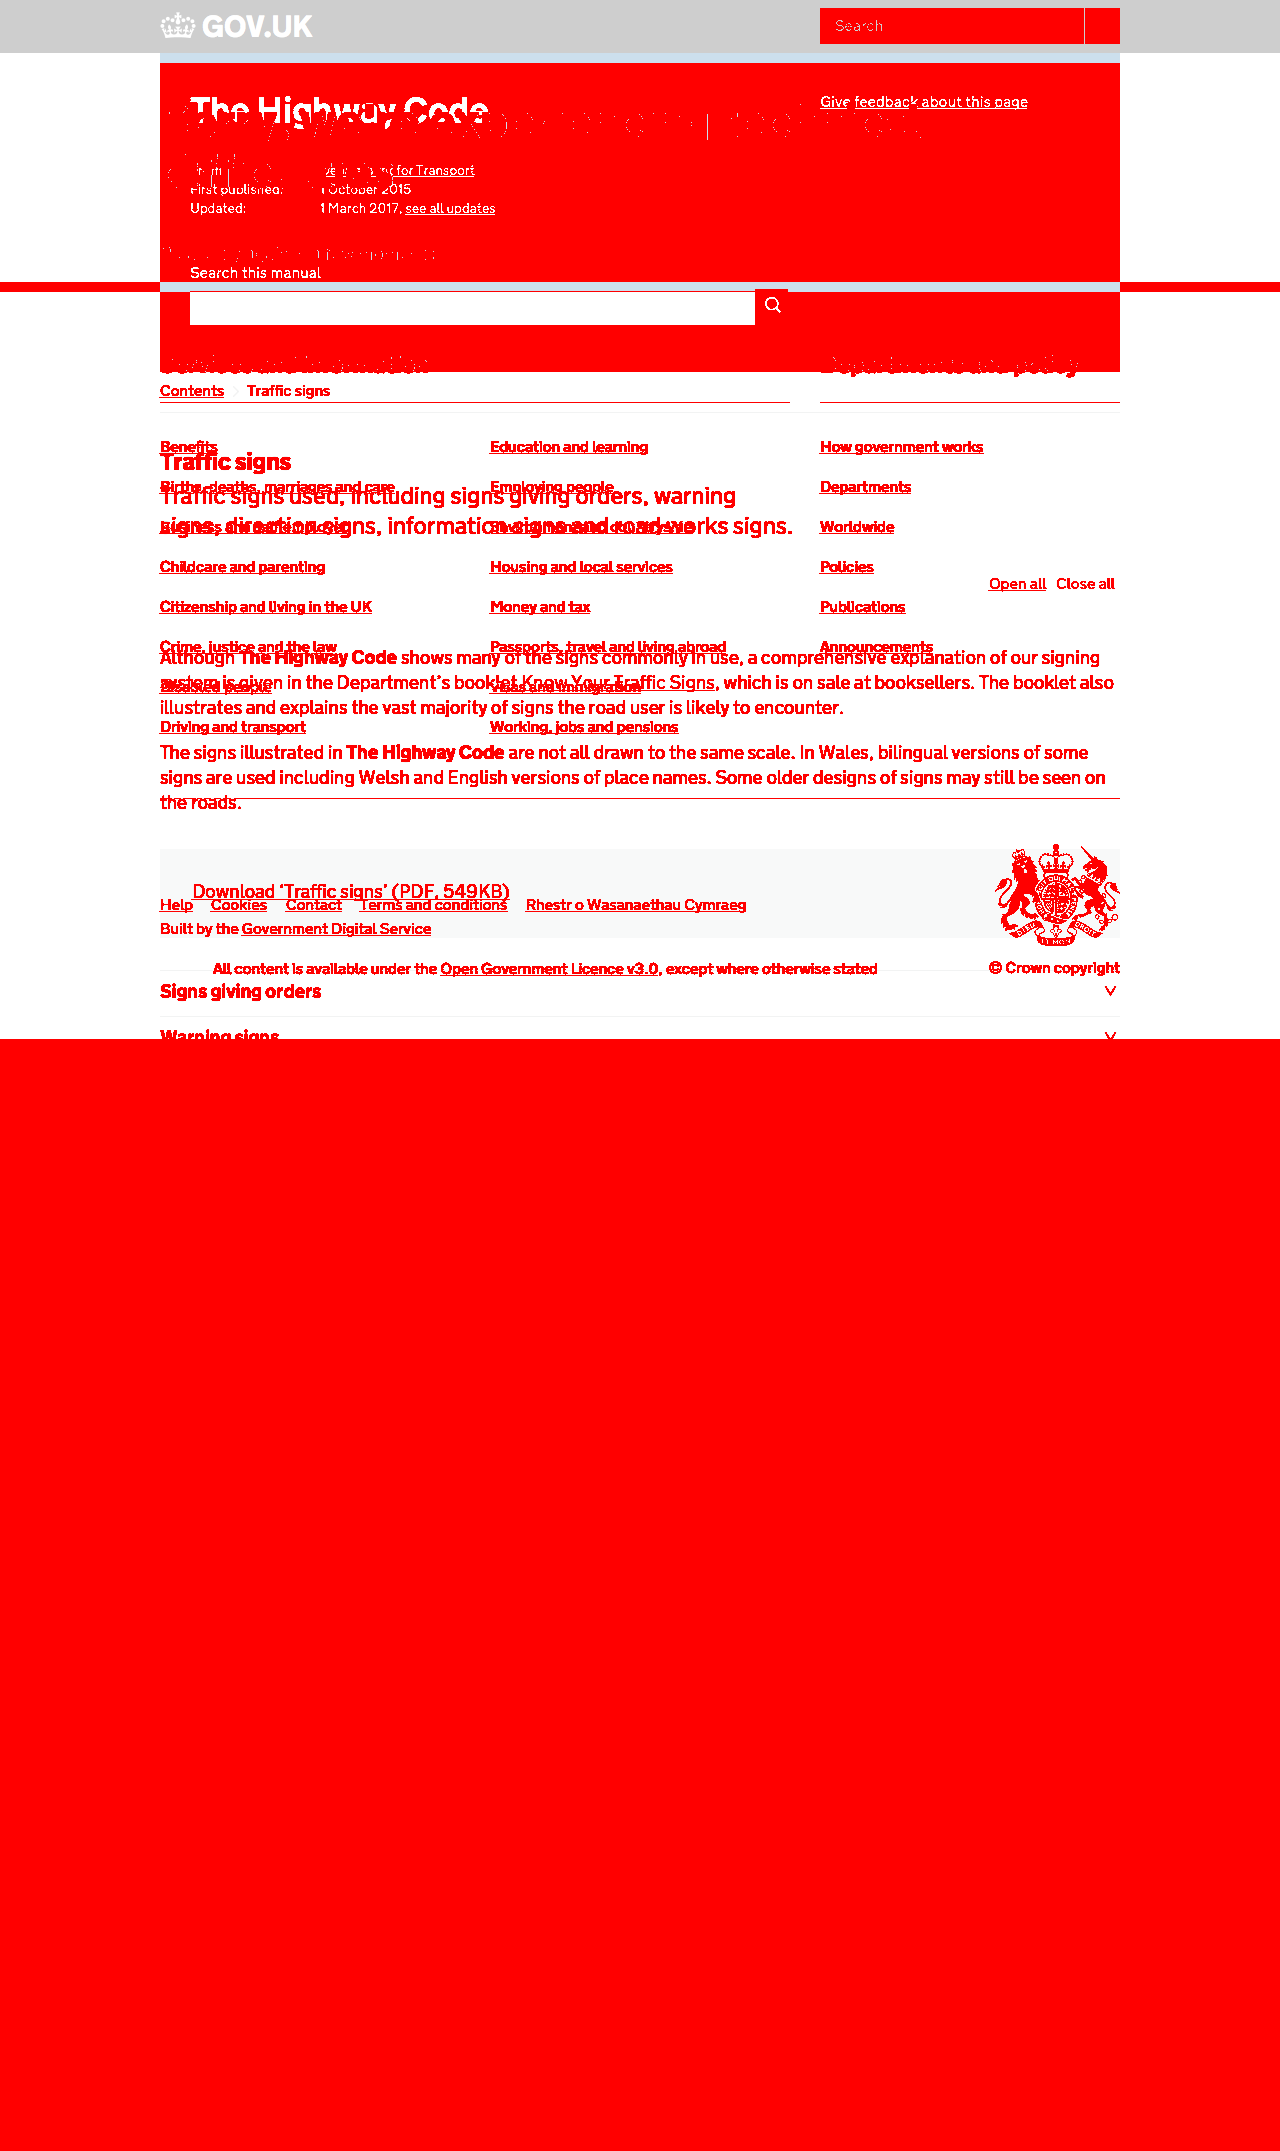 GOV.UK
Search
The Highway Code
Give feedback about this page
for Transport
First published: October 2015
Updated: 1 March 2017, see all updates
Search this manual
Services and information
Departments and policy
Contents Traffic signs
Benefits Education and learning How government works
Traffic signs
Births, deaths, marriages and care Employing people Departments
Traffic signs used, including signs giving orders, warning
signs, direction signs, information signs and road works signs.
Worldwide
Childcare and parenting Housing and local services Policies
Open all Close all
Citizenship and living in the UK Money and tax Publications
Crime, justice and the law Passports, travel and living abroad Announcements
Although The Highway Code shows many of the signs commonly in use, a comprehensive explanation of our signing
system is given in the Department's booklet Know Your Traffic Signs, which is on sale at booksellers. The booklet also
Disabled people Visas and immigration
illustrates and explains the vast majority of signs the road user is likely to encounter.
Driving and transport Working, jobs and pensions
The signs illustrated in The Highway Code are not all drawn to the same scale. In Wales, bilingual versions of some
signs are used including Welsh and English versions of place names. Some older designs of signs may still be seen on
the roads.
Download ‘Traffic signs’ (PDF, 549KB)
Help Cookies Contact Terms and conditions Rhestr o Wasanaethau Cymraeg
Built by the Government Digital Service
All content is available under the Open Government Licence v3.0, except where otherwise stated
© Crown copyright
Signs giving orders
Warning signs